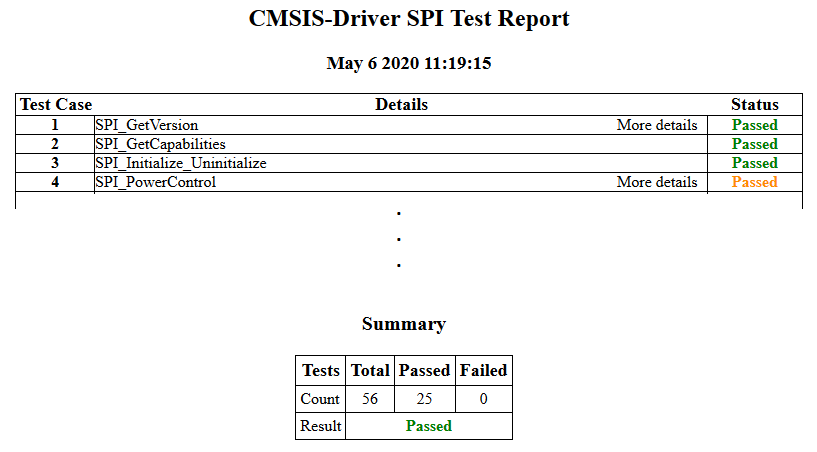 CMSIS-Driver SPI Test Report
May 6 2020 11:19:15
Test Case Details Status
1 SPI_GetVersion More details Passed
2 SPI_GetCapabilities Passed
3 SPI_Initialize_Uninitialize Passed
4 SPI_PowerControl More details Passed
.
.
.
Summary
Tests Total Passed Failed
Count 56 25 0
Result Passed